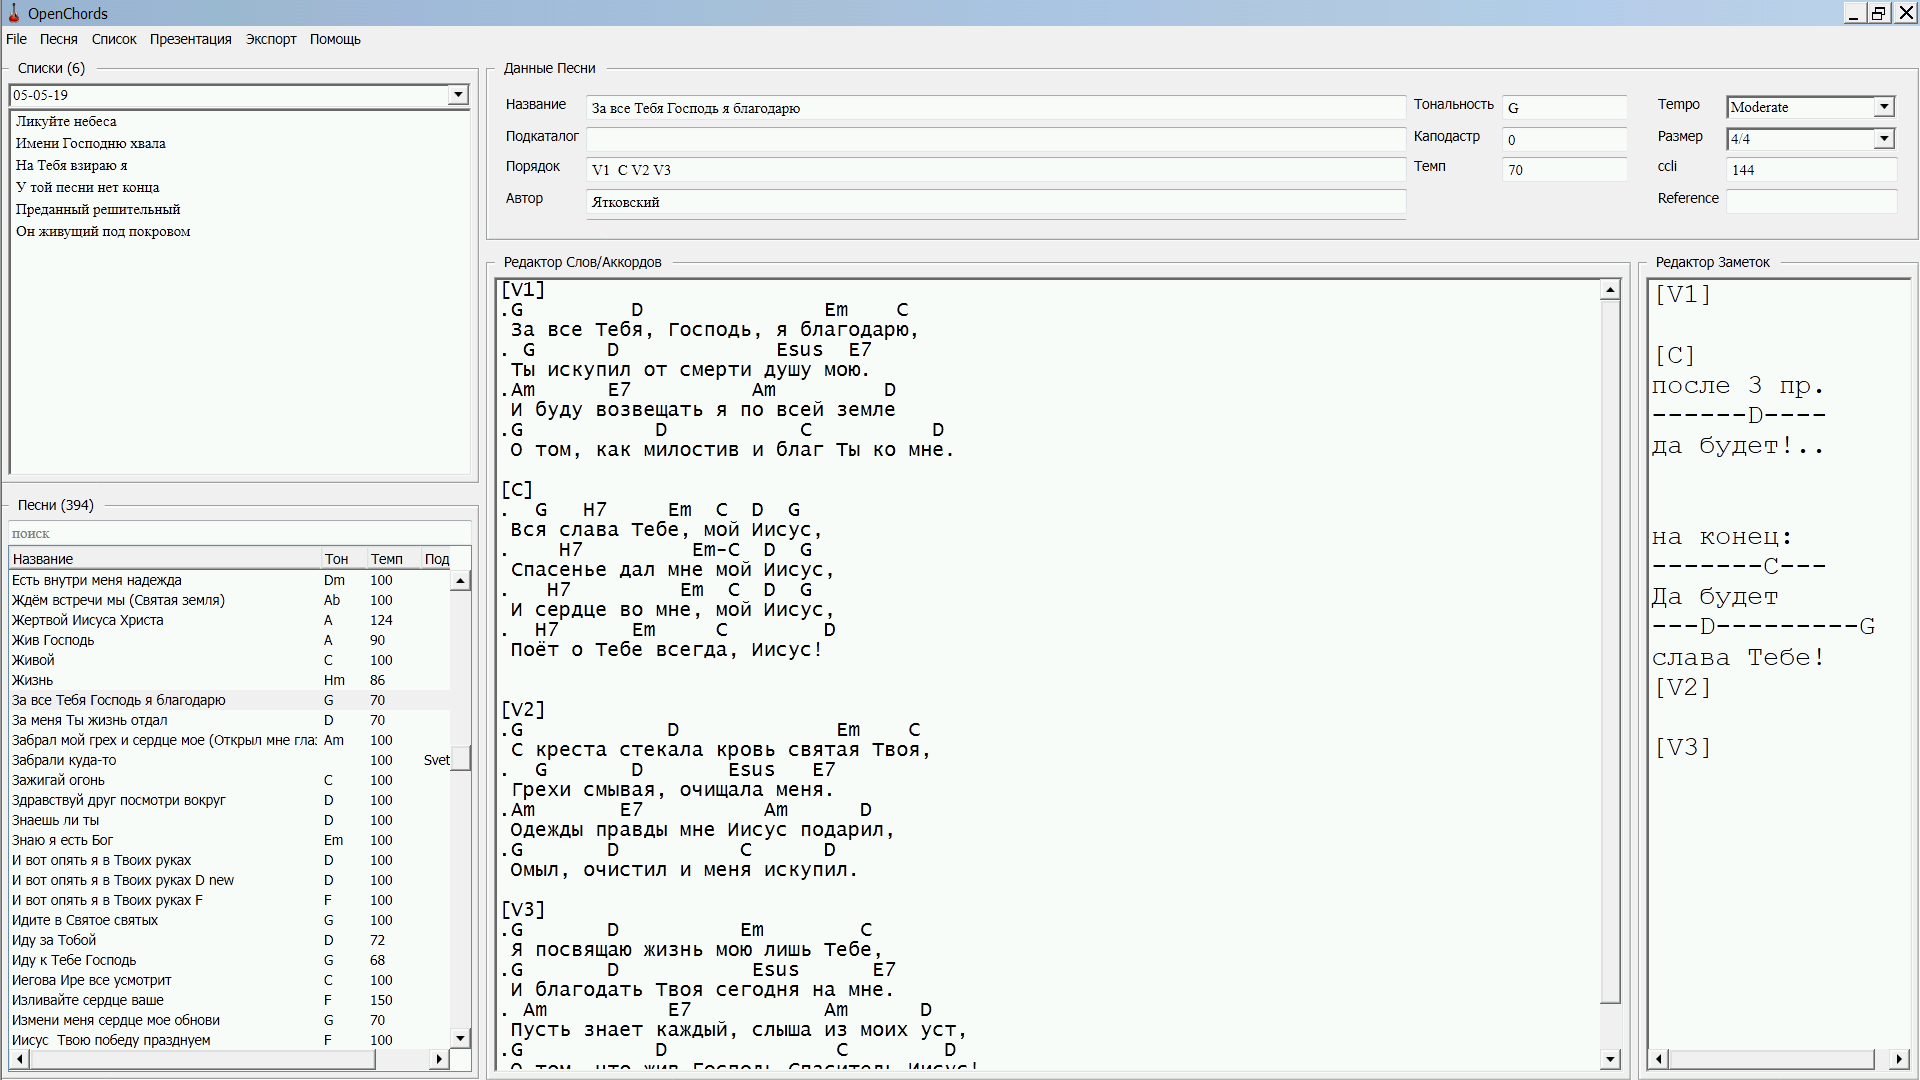 OpenChords
File Песня Список Презентация Экспорт Помощь
Списки (6)
05-05-19
Ликуйте небеса
Имени Господню хвала
На Тебя взираю я
У той песни нет конца
Преданный решительный
Он живущий под покровом
Песни (394)
поиск
Название Тон Темп Под
Есть внутри меня надежда Dm 100
Ждём встречи мы (Святая земля) Ab 100
Жертвой Иисуса Христа A 124
Жив Господь A 90
Живой C 100
Жизнь Hm 86
За все Тебя Господь я благодарю G 70
За меня Ты жизнь отдал D 70
Забрал мой грех и сердце мое (Открыл мне гла: Am 100
Забрали куда-то 100 Svet
Зажигай огонь C 100
Здравствуй друг посмотри вокруг D 100
Знаешь ли ты D 100
Знаю я есть Бог Em 100
И вот опять я в Твоих руках D 100
И вот опять я в Твоих руках D new D 100
И вот опять я в Твоих руках F F 100
Идите в Святое святых G 100
Иду за Тобой D 72
Иду к Тебе Господь G 68
Иегова Ире все усмотрит C 100
Изливайте сердце ваше F 150
Измени меня сердце мое обнови G 70
Иисус  Твою победу празднуем F 100
Данные Песни
Название За все Тебя Господь я благодарю Тональность G Tempo Moderate
Подкаталог Каподастр 0 Размер 4/4
Порядок V1  C V2 V3 Темп 70 ccli 144
Автор Ятковский Reference
Редактор Слов/Аккордов
[V1]
.G         D               Em    C
 За все Тебя, Господь, я благодарю,
. G      D             Esus  E7
 Ты искупил от смерти душу мою.
.Am      E7          Am         D
 И буду возвещать я по всей земле
.G           D           C          D
 О том, как милостив и благ Ты ко мне.
[C]
.  G   H7     Em  C  D  G
 Вся слава Тебе, мой Иисус,
.    H7         Em-C  D  G
 Спасенье дал мне мой Иисус,
.   H7         Em  C  D  G
 И сердце во мне, мой Иисус,
.  H7      Em     C        D
 Поёт о Тебе всегда, Иисус!
[V2]
.G            D             Em    C
 С креста стекала кровь святая Твоя,
.  G       D       Esus   E7
 Грехи смывая, очищала меня.
.Am       E7          Am      D
 Одежды правды мне Иисус подарил,
.G       D          C      D
 Омыл, очистил и меня искупил.
[V3]
.G       D          Em        C
 Я посвящаю жизнь мою лишь Тебе,
.G       D           Esus      E7
 И благодать Твоя сегодня на мне.
. Am          E7           Am      D
 Пусть знает каждый, слыша из моих уст,
.G           D              C        D
 О том, что жив Господь Спаситель Иисус!
Редактор Заметок
[V1]
[C]
после 3 пр.
------D----
да будет!..
на конец:
-------C---
Да будет
---D---------G
слава Тебе!
[V2]
[V3]